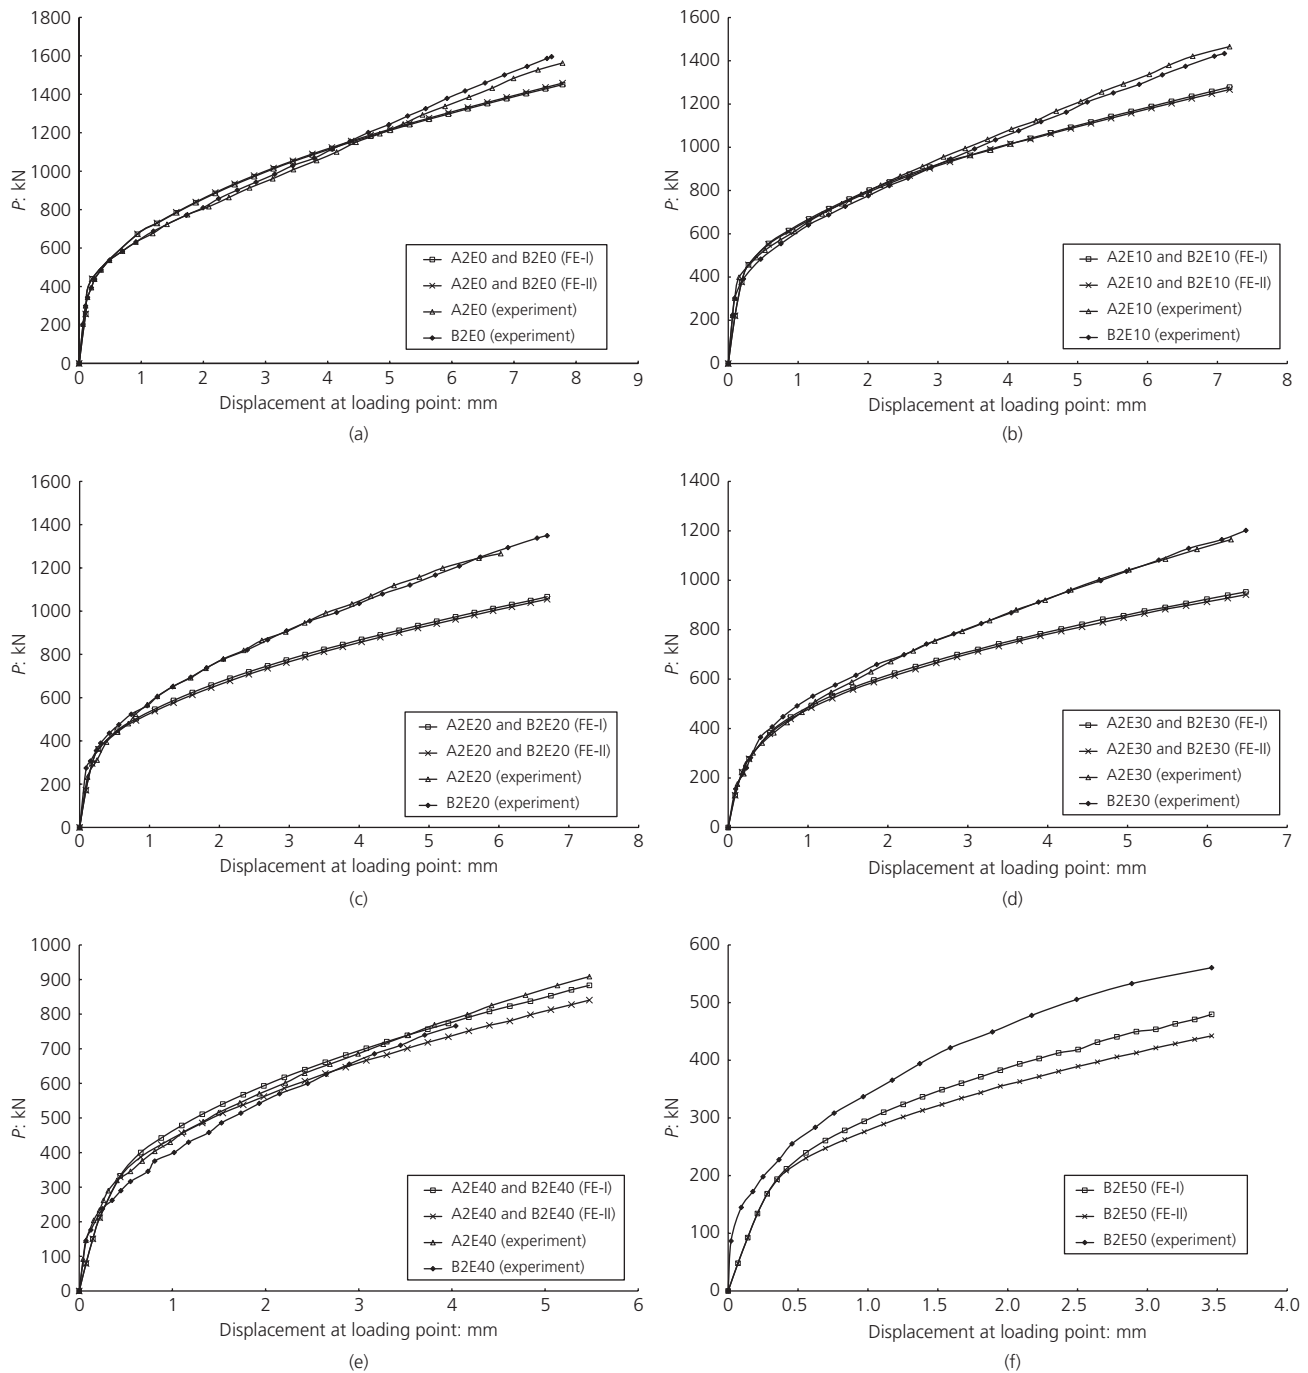 1800
1600
1400
1200
1000
800
600
400
200
0
P: kN
0 1 2 3 4 5 6 7 8 9
Displacement at loading point: mm
A2E0 and B2E0 (FE-I)
A2E0 and B2E0 (FE-II)
A2E0 (experiment)
B2E0 (experiment)
(a)
1600
1400
1200
1000
800
600
400
200
0
P: kN
0 1 2 3 4 5 6 7 8
Displacement at loading point: mm
A2E10 and B2E10 (FE-I)
A2E10 and B2E10 (FE-II)
A2E10 (experiment)
B2E10 (experiment)
(b)
1600
1400
1200
1000
800
600
400
200
0
P: kN
0 1 2 3 4 5 6 7 8
Displacement at loading point: mm
A2E20 and B2E20 (FE-I)
A2E20 and B2E20 (FE-II)
A2E20 (experiment)
B2E20 (experiment)
(c)
1400
1200
1000
800
600
400
200
0
P: kN
0 1 2 3 4 5 6 7
Displacement at loading point: mm
A2E30 and B2E30 (FE-I)
A2E30 and B2E30 (FE-II)
A2E30 (experiment)
B2E30 (experiment)
(d)
1000
900
800
700
600
500
400
300
200
100
0
P: kN
0 1 2 3 4 5 6
Displacement at loading point: mm
A2E40 and B2E40 (FE-I)
A2E40 and B2E40 (FE-II)
A2E40 (experiment)
B2E40 (experiment)
(e)
600
500
400
300
200
100
0
P: kN
0 0.5 1.0 1.5 2.0 2.5 3.0 3.5 4.0
Displacement at loading point: mm
B2E50 (FE-I)
B2E50 (FE-II)
B2E50 (experiment)
(f)